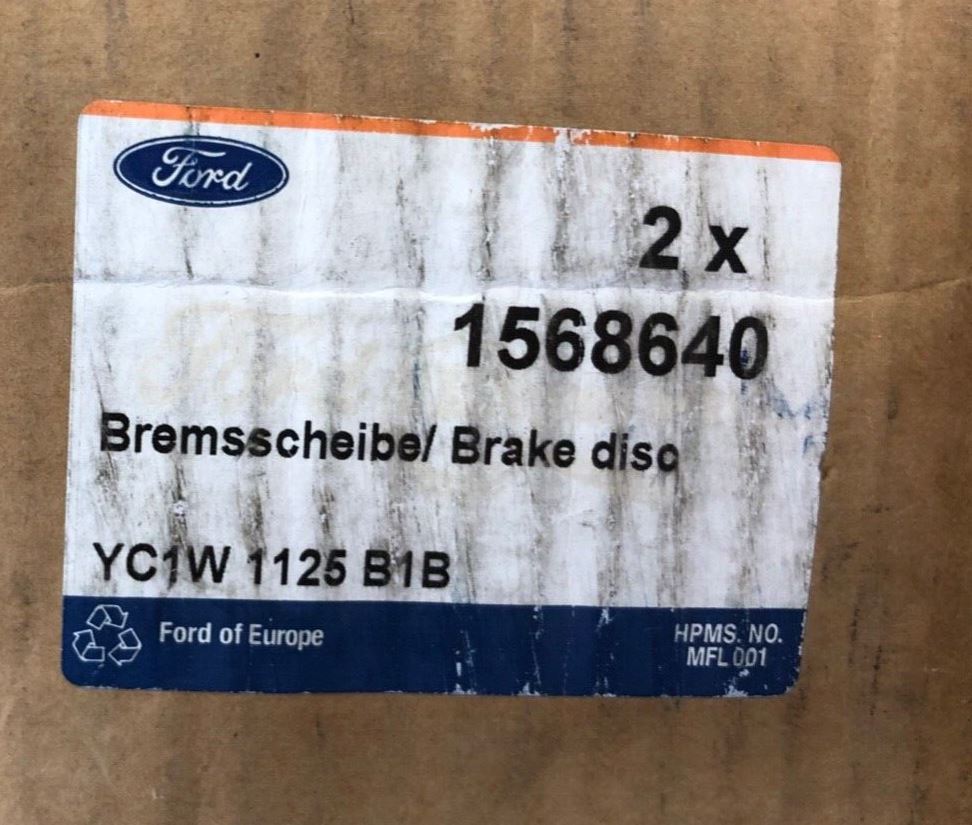 Ford
2 x
1568640
Bremsscheibe/ Brake disc
YC1W 1125 B1B
Ford of Europe
HPMS. NO.
MFL 001